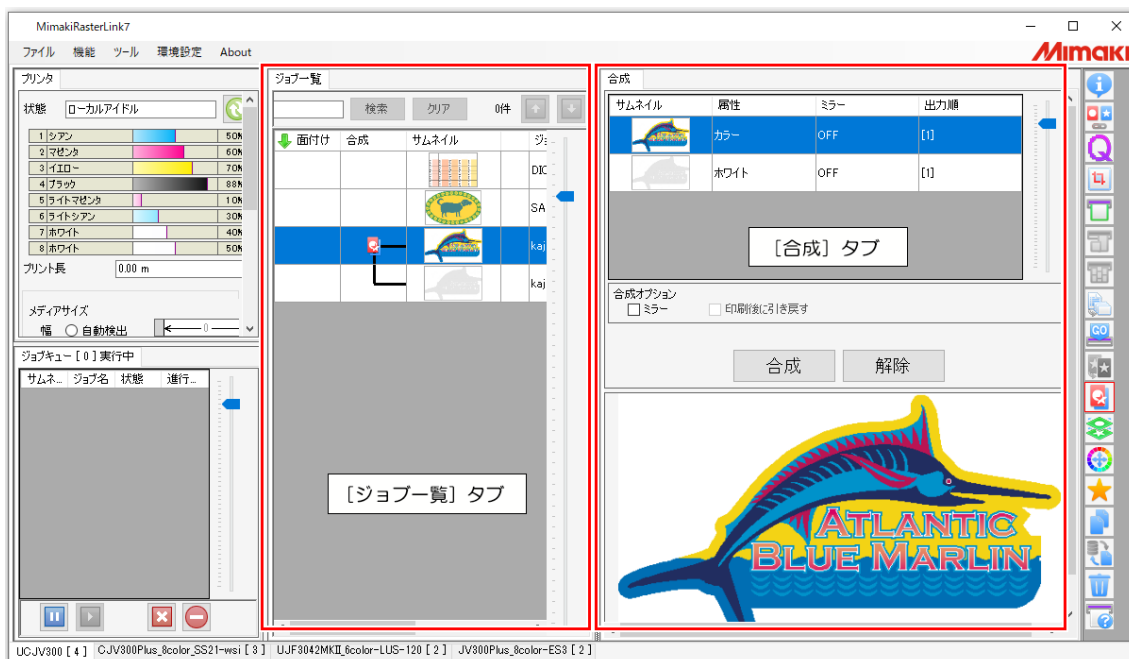 MimakiRasterLink7
ファイル 機能 ツール 環境設定 About
Mimaki
プリンタ
状態 ローカルアイドル
1 シアン 50%
2 マゼンタ 60%
3 イエロー 70%
4 ブラック 88%
5 ライトマゼンタ 10%
6 ライトシアン 30%
7 ホワイト 40%
8 ホワイト 50%
プリント長 0.00 m
メディアサイズ
幅 自動検出 0
ジョブキュー [ 0 ] 実行中
サムネ... ジョブ名 状態 進行...
ジョブ一覧
検索 クリア 0件
面付け 合成 サムネイル ジョ
DIC
SA
kaj
kaj
[ジョブ一覧] タブ
合成
サムネイル 属性 ミラー 出力順
カラー OFF [1]
ホワイト OFF [1]
[合成] タブ
合成オプション
ミラー 印刷後に引き戻す
合成 解除
ATLANTIC
BLUE MARLIN
Q
GO
UCJV300 [ 4 ] CJV300Plus_8color_SS21-wsi [ 3 ] UJF3042MKⅡ_6color-LUS-120 [ 2 ] JV300Plus_8color-ES3 [ 2 ]